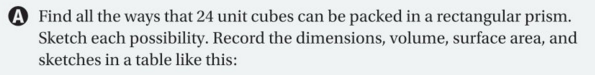 A Find all the ways that 24 unit cubes can be packed in a rectangular prism.
Sketch each possibility. Record the dimensions, volume, surface area, and
sketches in a table like this: